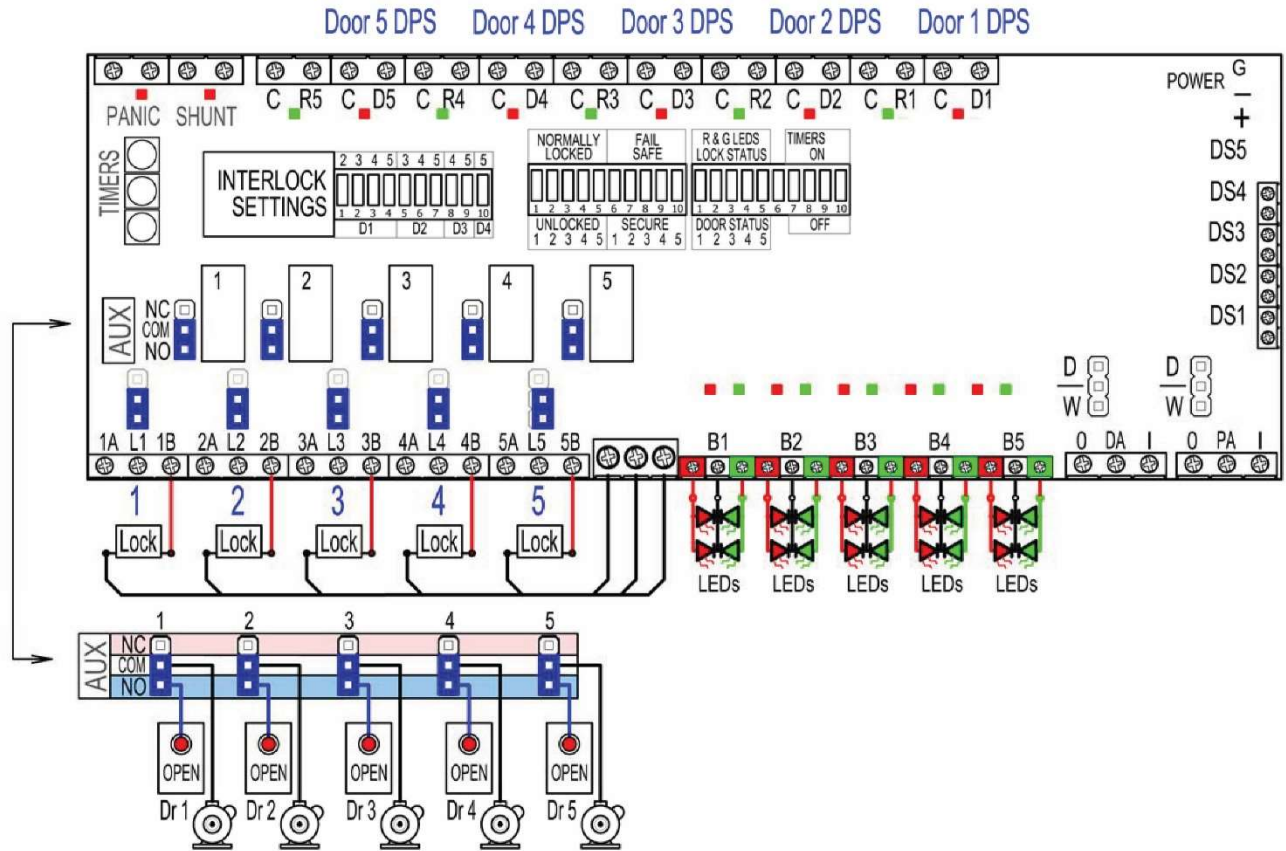 Door 5 DPS Door 4 DPS Door 3 DPS Door 2 DPS Door 1 DPS
C R5 C D5 C R4 C D4 C R3 C D3 C R2 C D2 C R1 C D1
PANIC SHUNT
POWER G
−
+
TIMERS
INTERLOCK
SETTINGS
2 3 4 5 3 4 5 4 5 5
1 2 3 4 5 6 7 8 9 10
D1 D2 D3 D4
NORMALLY
LOCKED
FAIL
SAFE
1 2 3 4 5 6 7 8 9 10
UNLOCKED SECURE
1 2 3 4 5 1 2 3 4 5
R & G LEDS
LOCK STATUS
TIMERS
ON
1 2 3 4 5 6 7 8 9 10
DOOR STATUS OFF
1 2 3 4 5
DS5
DS4
DS3
DS2
DS1
AUX
NC
COM
NO
1 2 3 4 5
D
W
D
W
1A L1 1B 2A L2 2B 3A L3 3B 4A L4 4B 5A L5 5B
B1 B2 B3 B4 B5
O DA I O PA I
1 2 3 4 5
Lock Lock Lock Lock Lock
LEDs LEDs LEDs LEDs LEDs
1 2 3 4 5
AUX
NC
COM
NO
OPEN OPEN OPEN OPEN OPEN
Dr 1 Dr 2 Dr 3 Dr 4 Dr 5